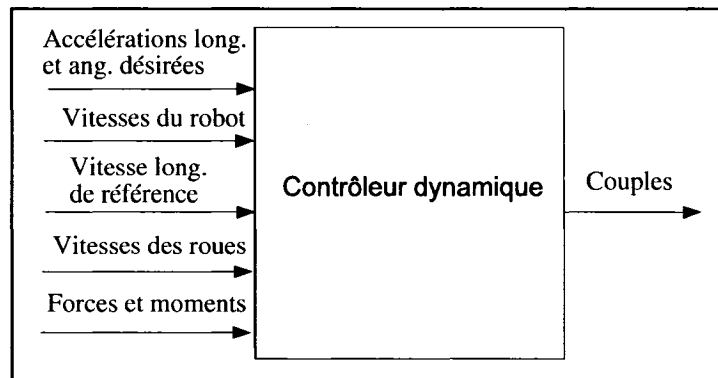 Accélérations long.
et ang. désirées
Vitesses du robot
Vitesse long.
de référence
Vitesses des roues
Forces et moments
Contrôleur dynamique
Couples